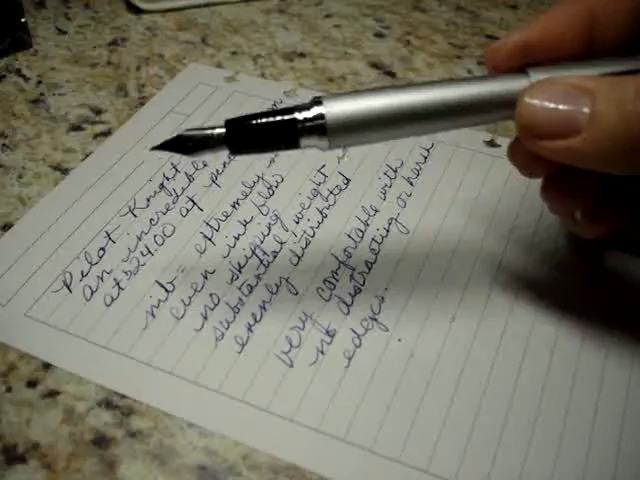 Pilot Knight
an incredible
at $24.00 at
nib - extremely
even ink flow
no skipping
substantial weight
evenly distributed
very comfortable with
no distracting or
edges.